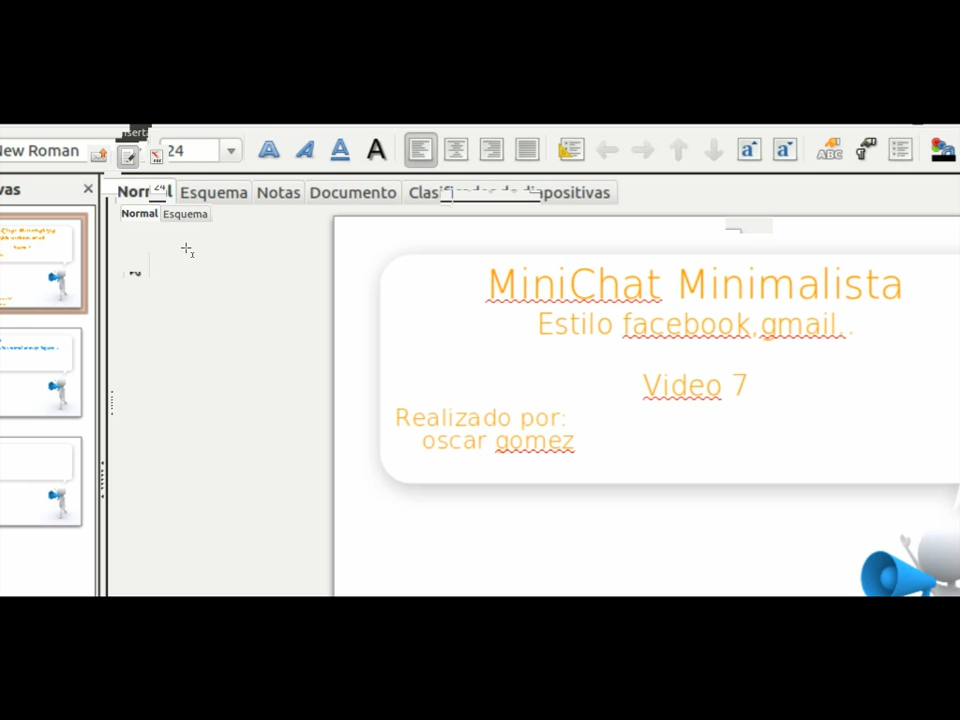 New Roman
24
Normal Esquema Notas Documento
Normal Esquema
MiniChat Minimalista
Estilo facebook,gmail..
Video 7
Realizado por:
oscar gomez